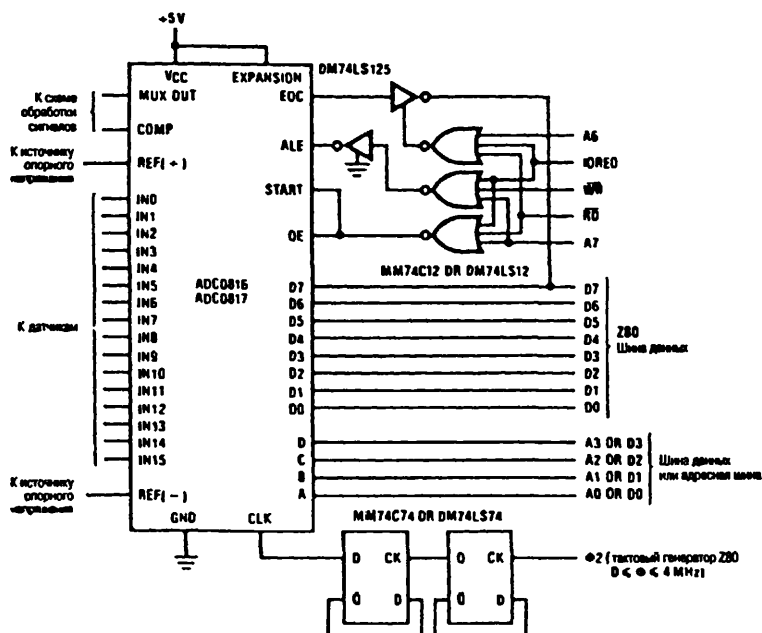 +5V
VCC EXPANSION DM74LS125
К схеме
обработки
сигналов
MUX OUT EOC
COMP
ALE
A6
IOREQ
К источнику
опорного
напряжения
REF(+)
START
WR
RD
IN0
IN1
OE
A7
IN2
IN3
MM74C12 OR DM74LS12
IN4
ADC0816
ADC0817
IN5
D7 D7
IN6
D6 D6
IN7
D5 D5
К датчикам
IN8
D4 D4
Z80
Шина данных
IN9
D3 D3
IN10
D2 D2
IN11
D1 D1
IN12
D0 D0
IN13
IN14
D A3 OR D3
IN15
C A2 OR D2
Шина данных
или адресная шина
B A1 OR D1
К источнику
опорного
напряжения
REF(−)
A A0 OR D0
GND CLK
MM74C74 OR DM74LS74
D CK Q CK
Φ2 (тактовый генератор Z80
D ⩽ Φ ⩽ 4 MHz)
Q D Q D